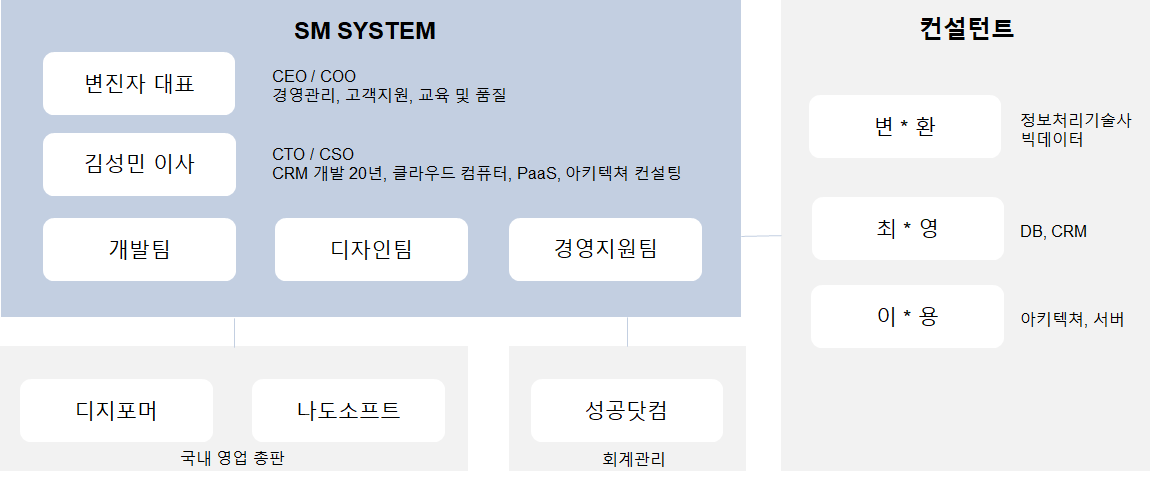 SM SYSTEM
변진자 대표
CEO / COO
경영관리, 고객지원, 교육 및 품질
김성민 이사
CTO / CSO
CRM 개발 20년, 클라우드 컴퓨터, PaaS, 아키텍쳐 컨설팅
개발팀
디자인팀
경영지원팀
디지포머
나도소프트
국내 영업 총판
성공닷컴
회계관리
컨설턴트
변 * 환
정보처리기술사
빅데이터
최 * 영
DB, CRM
이 * 용
아키텍쳐, 서버